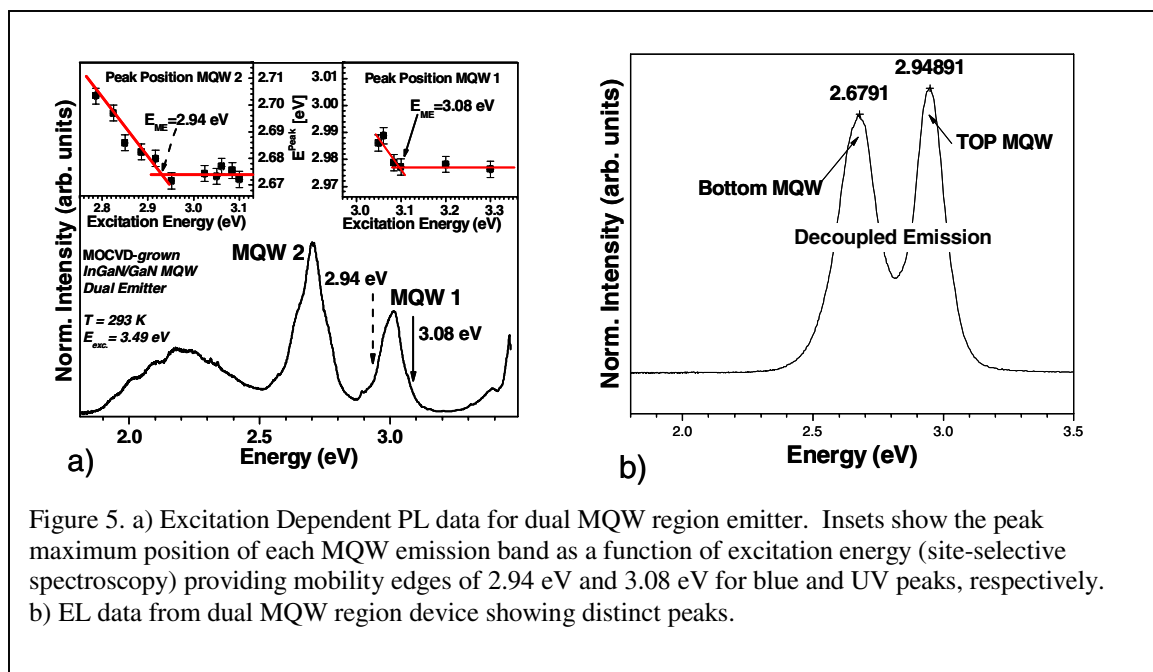 Peak Position MQW 2
E_ME=2.94 eV
2.71
2.70
2.69
2.68
2.67
2.8 2.9 3.0 3.1
Excitation Energy (eV)
E^Peak [eV]
Peak Position MQW 1
E_ME=3.08 eV
3.01
3.00
2.99
2.98
2.97
3.0 3.1 3.2 3.3
Excitation Energy (eV)
Norm. Intensity (arb. units)
MOCVD-grown
InGaN/GaN MQW
Dual Emitter
T = 293 K
E_exc. = 3.49 eV
MQW 2
2.94 eV
MQW 1
3.08 eV
2.0 2.5 3.0
Energy (eV)
a)
Norm. Intensity (arb. units)
2.6791
2.94891
TOP MQW
Bottom MQW
Decoupled Emission
2.0 2.5 3.0 3.5
Energy (eV)
b)
Figure 5. a) Excitation Dependent PL data for dual MQW region emitter. Insets show the peak
maximum position of each MQW emission band as a function of excitation energy (site-selective
spectroscopy) providing mobility edges of 2.94 eV and 3.08 eV for blue and UV peaks, respectively.
b) EL data from dual MQW region device showing distinct peaks.